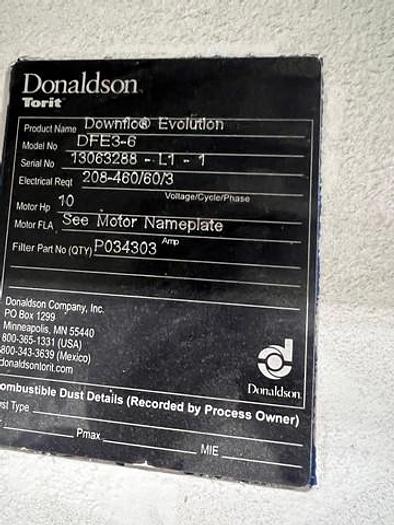 Donaldson
Torit
Product Name Downflo® Evolution
Model No DFE3-6
Serial No 13063288 - L1 - 1
Electrical Reqt 208-460/60/3
Voltage/Cycle/Phase
Motor Hp 10
Motor FLA See Motor Nameplate
Amp
Filter Part No (QTY) P034303
Donaldson Company, Inc.
PO Box 1299
Minneapolis, MN 55440
800-365-1331 (USA)
800-343-3639 (Mexico)
donaldsontorit.com
Donaldson
ombustible Dust Details (Recorded by Process Owner)
st Type
Pmax
MIE